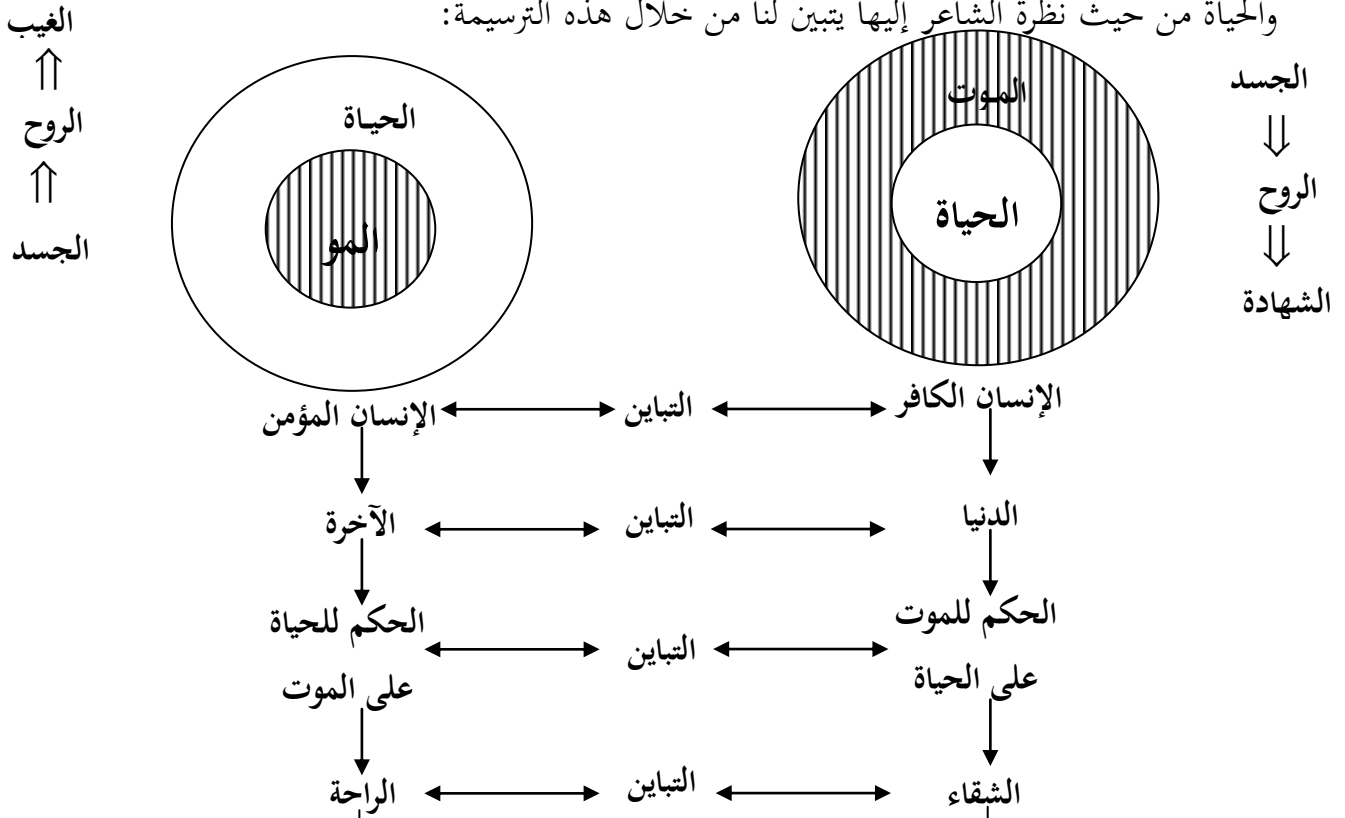 والحياة من حيث نظرة الشاعر إليها يتبين لنا من خلال هذه الترسيمة:
الجسد
⇓
الروح
⇓
الشهادة
الموت
الحياة
الحياة
المو
الغيب
⇑
الروح
⇑
الجسد
الإنسان الكافر التباين الإنسان المؤمن
الدنيا التباين الآخرة
الحكم للموت على الحياة التباين الحكم للحياة على الموت
الشقاء التباين الراحة